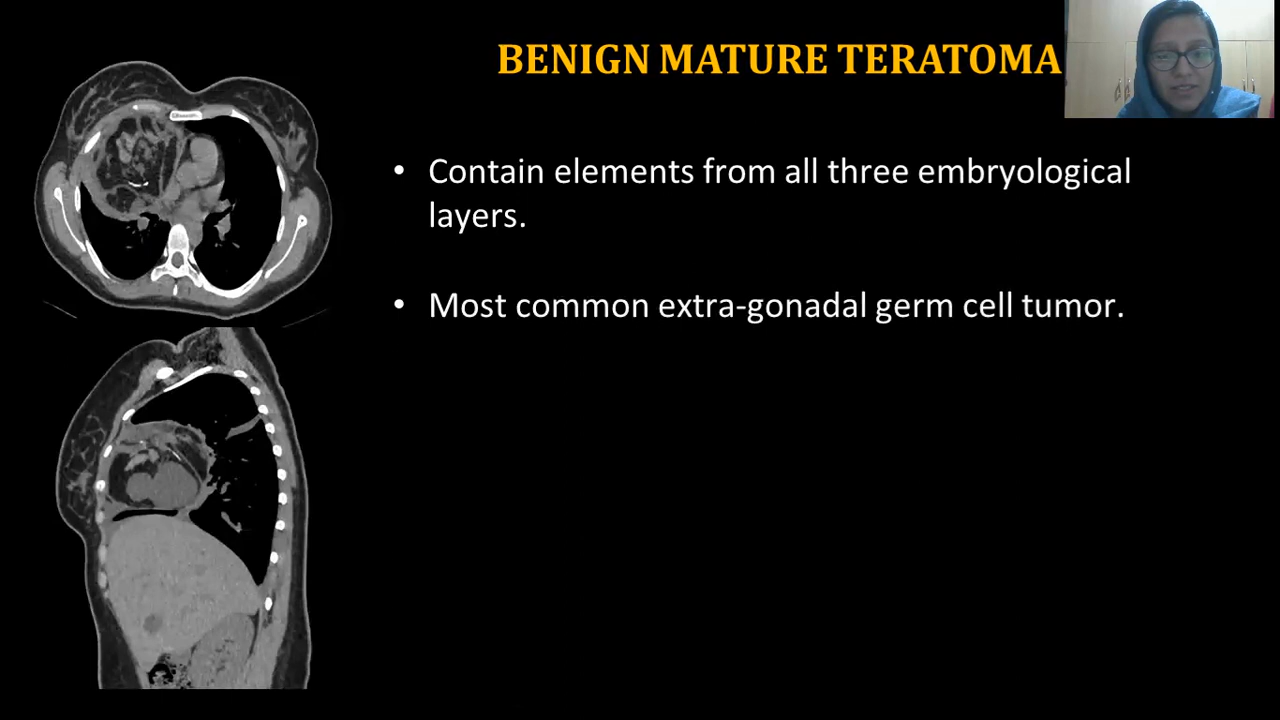 BENIGN MATURE TERATOMA
• Contain elements from all three embryological
layers.
• Most common extra-gonadal germ cell tumor.